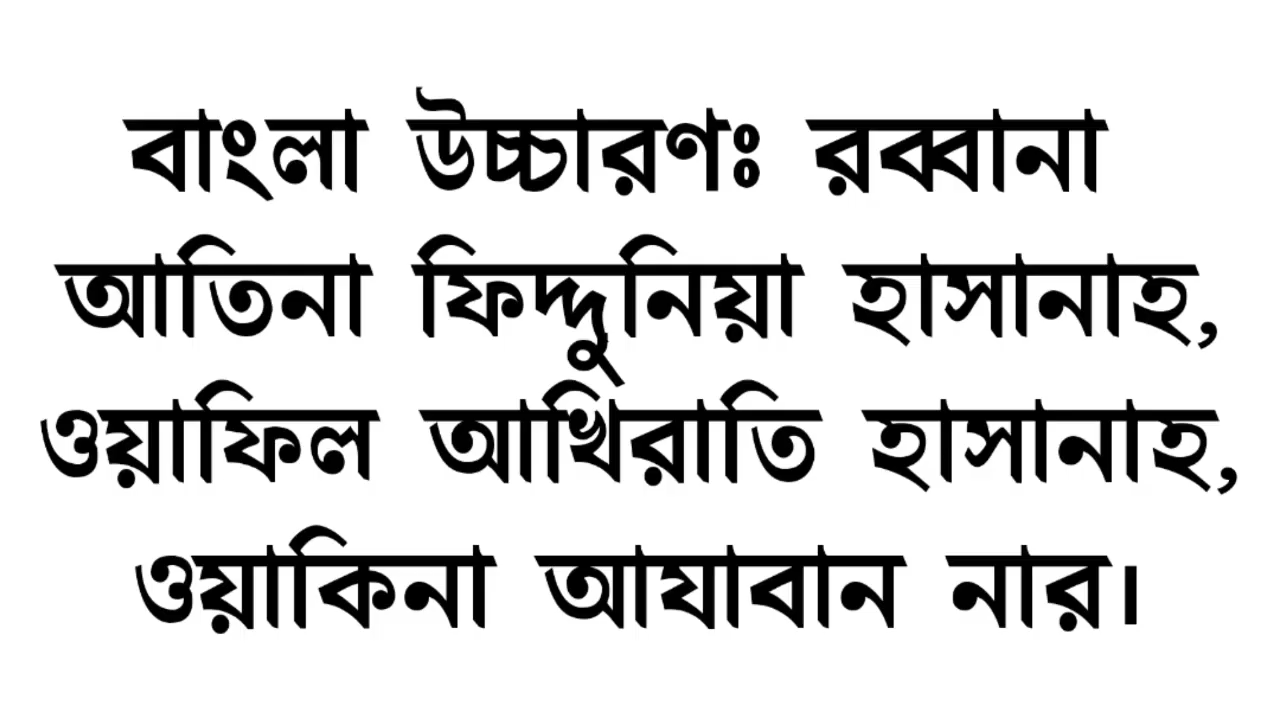 বাংলা উচ্চারণঃ রব্বানা
আতিনা ফিদ্দুনিয়া হাসানাহ,
ওয়াফিল আখিরাতি হাসানাহ,
ওয়াকিনা আযাবান নার।